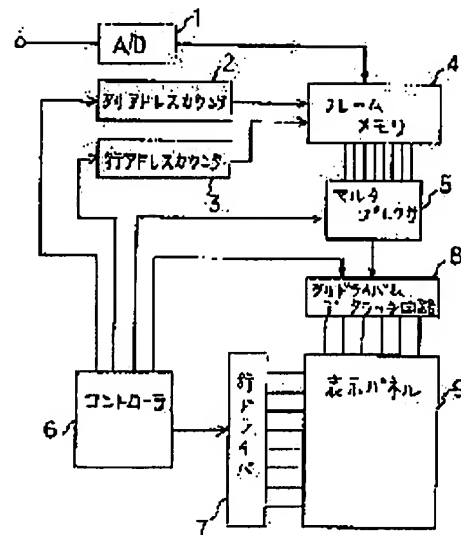 1
A/D
2
列アドレスカウンタ
4
フレーム
メモリ
行アドレスカウンタ
3
5
マルチ
プレクサ
8
列ドライバ
ラッチ回路
コントローラ
6
行ドライバ
7
表示パネル
9